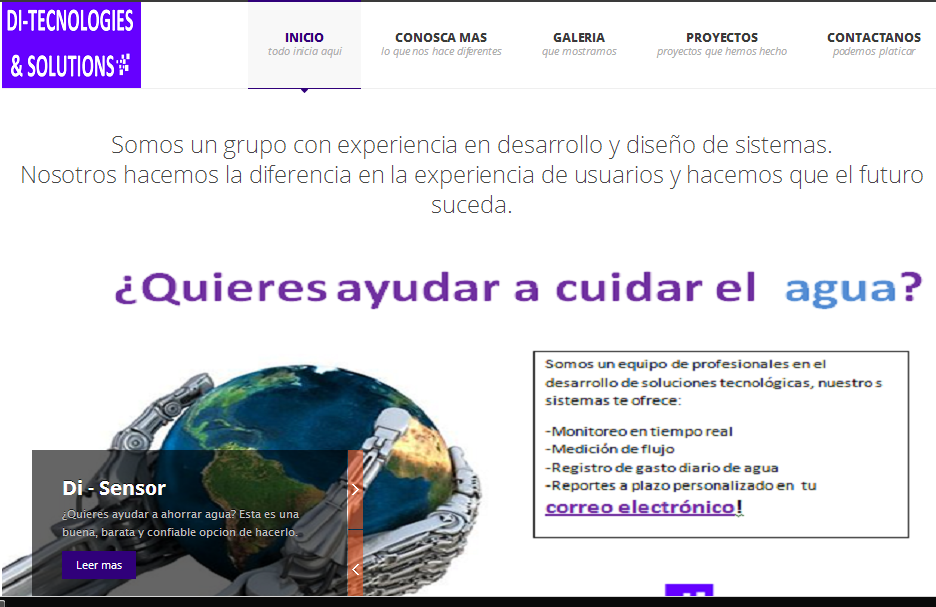 DI-TECNOLOGIES
& SOLUTIONS
INICIO
todo inicia aquí
CONOSCA MAS
lo que nos hace diferentes
GALERIA
que mostramos
PROYECTOS
proyectos que hemos hecho
CONTACTANOS
podemos platicar
Somos un grupo con experiencia en desarrollo y diseño de sistemas.
Nosotros hacemos la diferencia en la experiencia de usuarios y hacemos que el futuro
suceda.
¿Quieres ayudar a cuidar el agua?
Somos un equipo de profesionales en el
desarrollo de soluciones tecnológicas, nuestro s
sistemas te ofrece:
-Monitoreo en tiempo real
-Medición de flujo
-Registro de gasto diario de agua
-Reportes a plazo personalizado en tu
correo electrónico!
Di - Sensor
¿Quieres ayudar a ahorrar agua? Esta es una
buena, barata y confiable opcion de hacerlo.
Leer mas